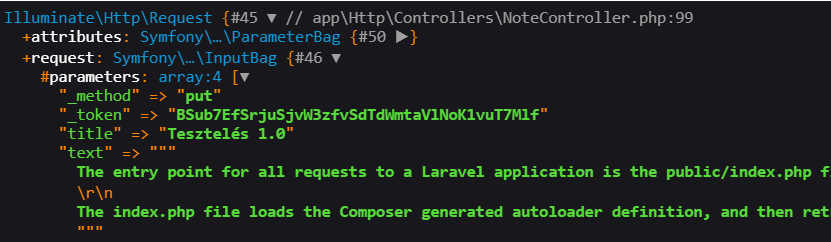 Illuminate\Http\Request {#45 ▼ // app\Http\Controllers\NoteController.php:99
+attributes: Symfony\…\ParameterBag {#50 ▶}
+request: Symfony\…\InputBag {#46 ▼
#parameters: array:4 [▼
"_method" => "put"
"_token" => "BSub7EfSrjuSjvW3zfvSdTdWmtaVlNoK1vuT7Mlf"
"title" => "Tesztelés 1.0"
"text" => """
The entry point for all requests to a Laravel application is the public/index.php f
\r\n
The index.php file loads the Composer generated autoloader definition, and then ret
"""